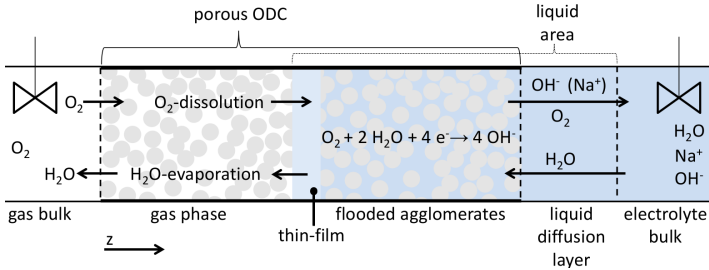 porous ODC
liquid
area
O₂
O₂-dissolution
OH⁻ (Na⁺)
O₂
O₂
O₂ + 2 H₂O + 4 e⁻→ 4 OH⁻
H₂O
Na⁺
OH⁻
H₂O
H₂O-evaporation
H₂O
gas bulk
gas phase
flooded agglomerates
liquid
diffusion
layer
electrolyte
bulk
thin-film
z